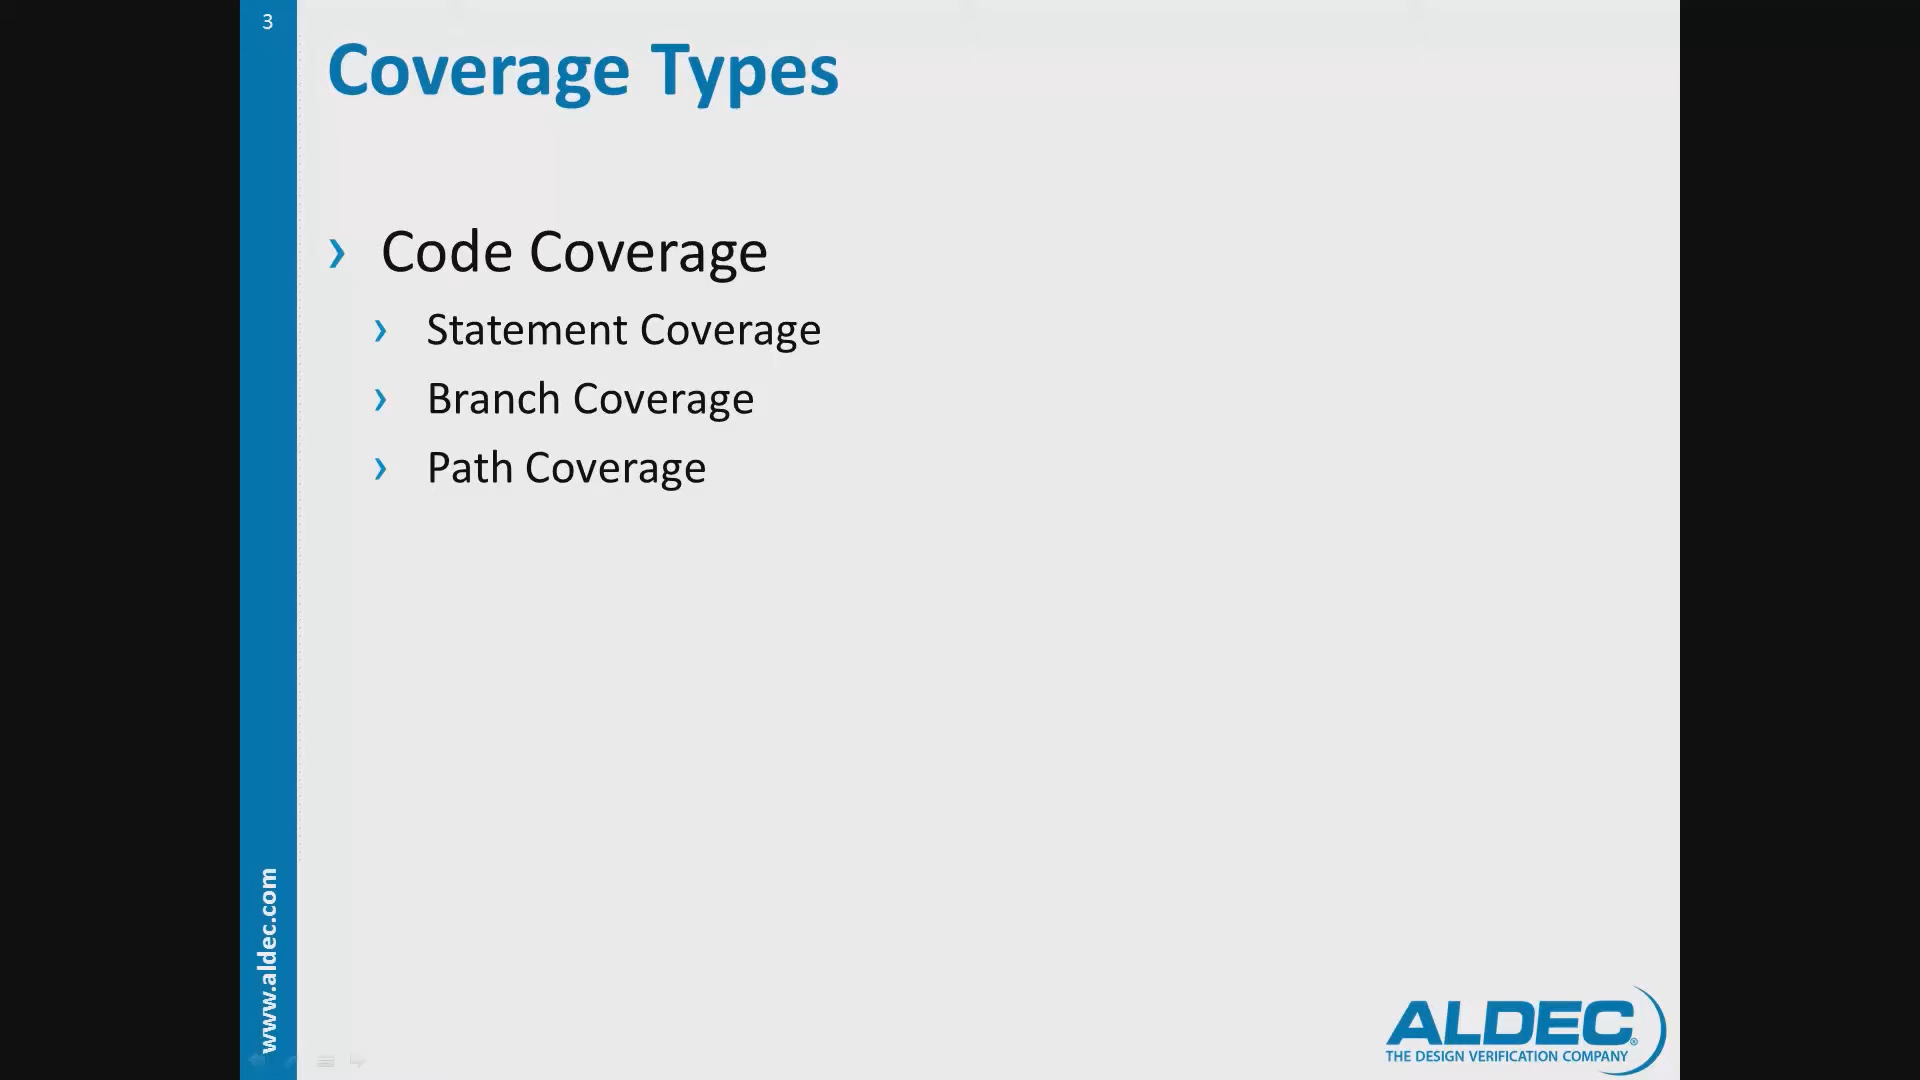 3
Coverage Types
› Code Coverage
› Statement Coverage
› Branch Coverage
› Path Coverage
www.aldec.com
ALDEC®
THE DESIGN VERIFICATION COMPANY